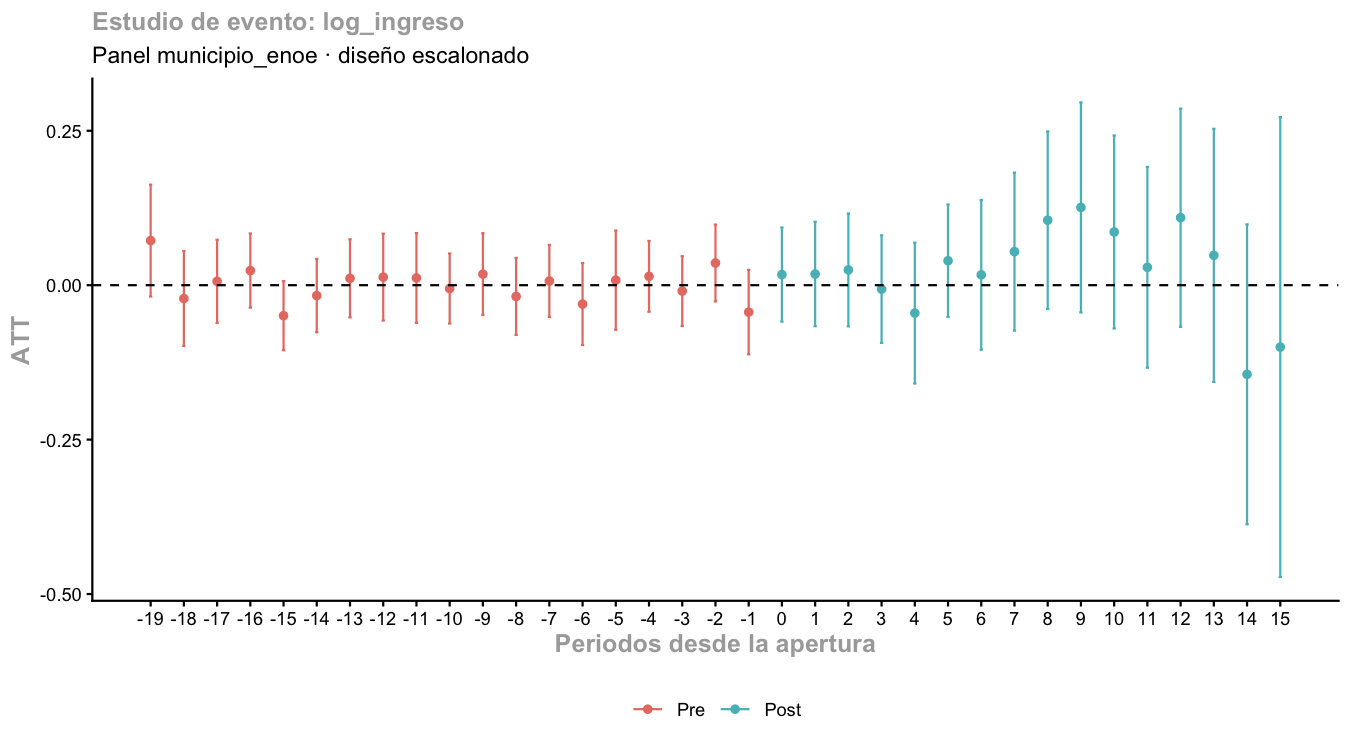 Estudio de evento: log_ingreso
Panel municipio_enoe · diseño escalonado
ATT
0.25
0.00
-0.25
-0.50
-19 -18 -17 -16 -15 -14 -13 -12 -11 -10 -9 -8 -7 -6 -5 -4 -3 -2 -1 0 1 2 3 4 5 6 7 8 9 10 11 12 13 14 15
Periodos desde la apertura
Pre Post